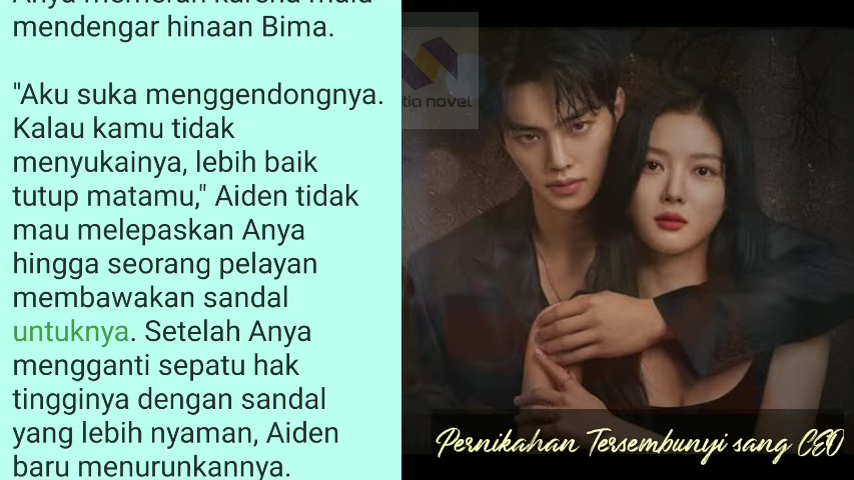 mendengar hinaan Bima.
"Aku suka menggendongnya.
Kalau kamu tidak
menyukainya, lebih baik
tutup matamu," Aiden tidak
mau melepaskan Anya
hingga seorang pelayan
membawakan sandal
untuknya. Setelah Anya
mengganti sepatu hak
tingginya dengan sandal
yang lebih nyaman, Aiden
baru menurunkannya.
tia novel
Pernikahan Tersembunyi sang CEO